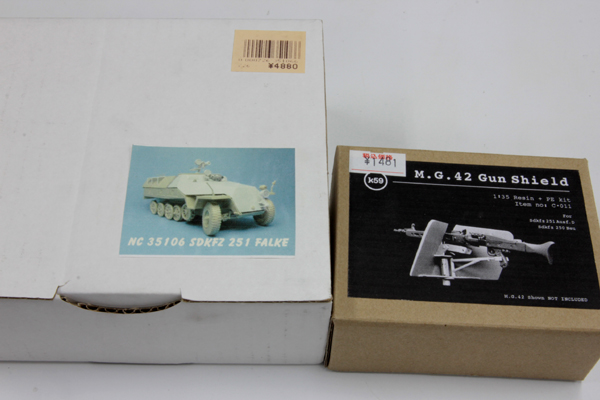 ¥4880
NC 35106 SDKFZ 251 FALKE
¥1481
k59
M.G.42 Gun Shield
1:35 Resin + PE kit
Item no: C-011
For
Sdkfz 251 Ausf.D
Sdkfz 250 Neu
M.G.42 Shown NOT INCLUDED